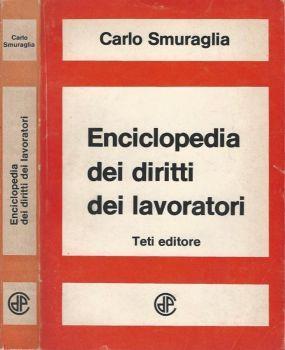 Carlo
Smuraglia
Enciclopedia
dei diritti dei lavoratori
Carlo Smuraglia
Enciclopedia
dei diritti
dei lavoratori
Teti editore